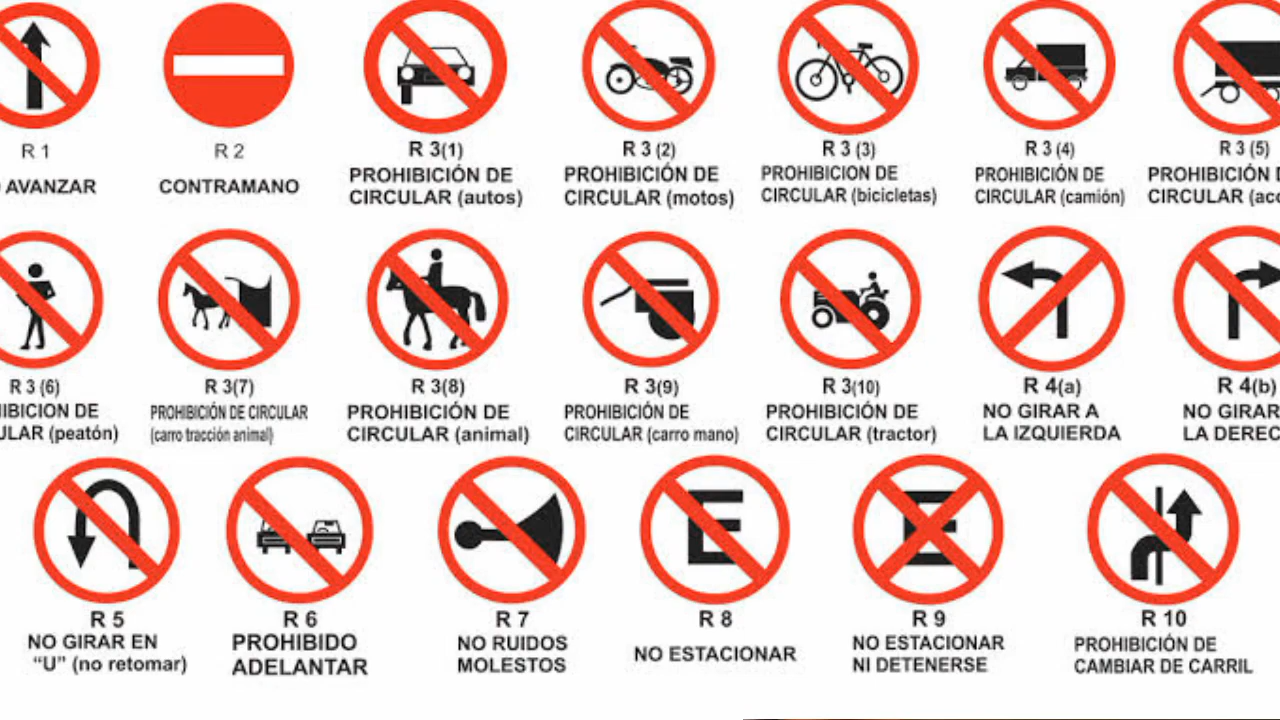 R 1
R 2
R 3(1)
R 3 (2)
R 3 (3)
R 3 (4)
R 3 (5)
AVANZAR
CONTRAMANO
PROHIBICIÓN DE
CIRCULAR (autos)
PROHIBICIÓN DE
CIRCULAR (motos)
PROHIBICION DE
CIRCULAR (bicicletas)
PROHIBICIÓN DE
CIRCULAR (camión)
PROHIBICIÓN
CIRCULAR
R 3 (6)
R 3(7)
R 3(8)
R 3(9)
R 3(10)
R 4(a)
R 4(b)
DE
(peatón)
PROHIBICIÓN DE CIRCULAR
(carro tracción animal)
PROHIBICIÓN DE
CIRCULAR (animal)
PROHIBICIÓN DE
CIRCULAR (carro mano)
PROHIBICIÓN DE
CIRCULAR (tractor)
NO GIRAR A
LA IZQUIERDA
NO GIRAR
LA
E
E
R 5
R 6
R 7
R 8
R 9
R 10
NO GIRAR EN
“U” (no retomar)
PROHIBIDO
ADELANTAR
NO RUIDOS
MOLESTOS
NO ESTACIONAR
NO ESTACIONAR
NI DETENERSE
PROHIBICIÓN DE
CAMBIAR DE CARRIL